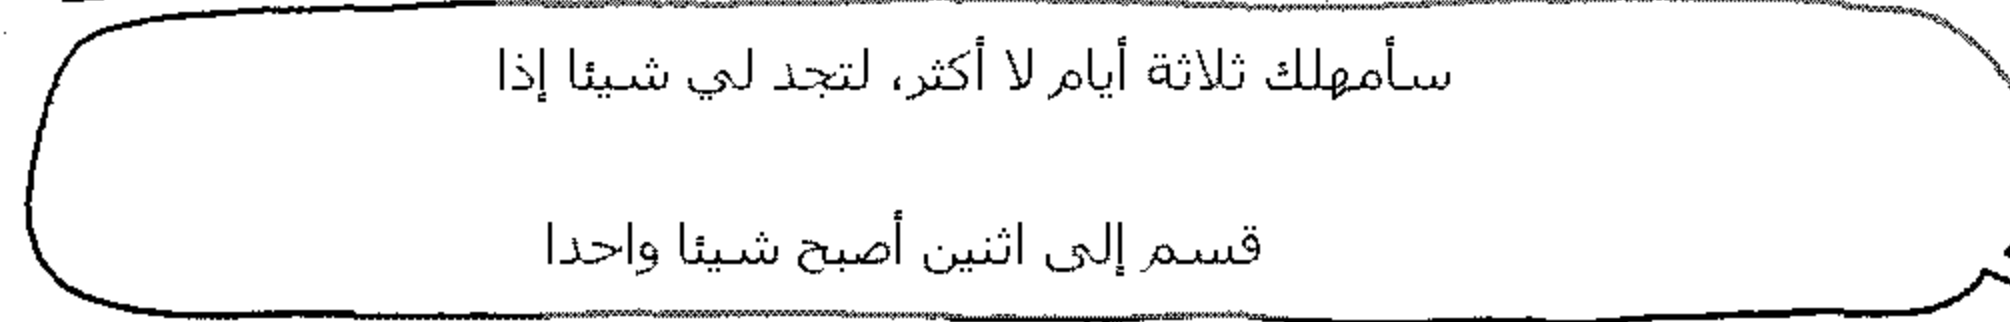 سأمهلك ثلاثة أيام لا أكثر، لتجد لي شيئا إذا
قسم إلى اثنين أصبح شيئا واحدا